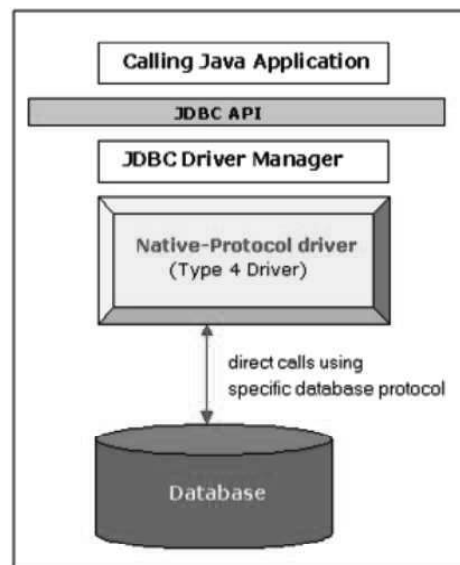 Calling Java Application
JDBC API
JDBC Driver Manager
Native-Protocol driver
(Type 4 Driver)
direct calls using
specific database protocol
Database